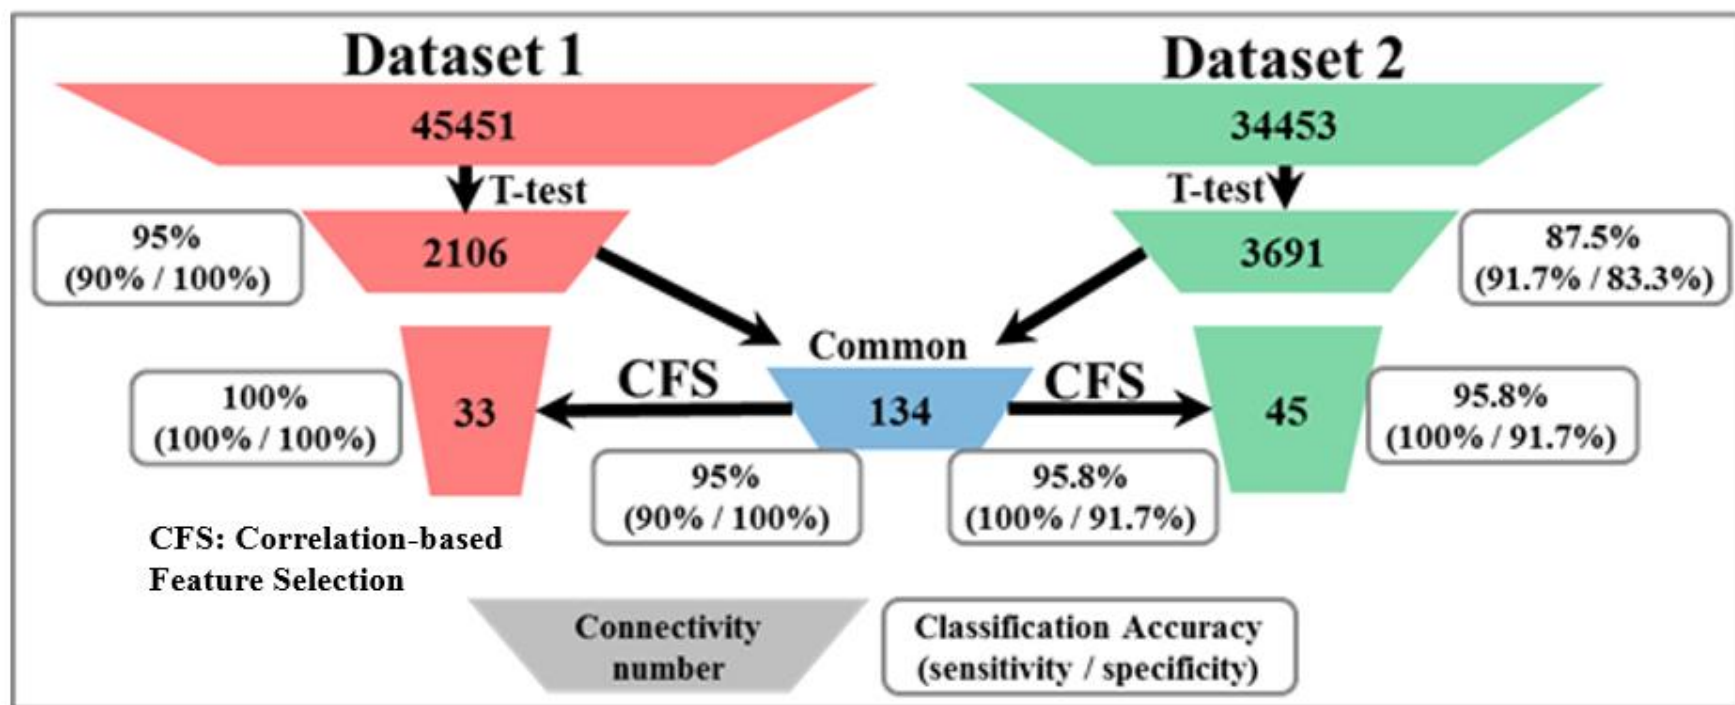 Dataset 1
Dataset 2
45451
34453
T-test
T-test
95%
(90% / 100%)
2106
3691
87.5%
(91.7% / 83.3%)
Common
CFS
CFS
100%
(100% / 100%)
33
134
45
95.8%
(100% / 91.7%)
95%
(90% / 100%)
95.8%
(100% / 91.7%)
CFS: Correlation-based
Feature Selection
Connectivity
number
Classification Accuracy
(sensitivity / specificity)